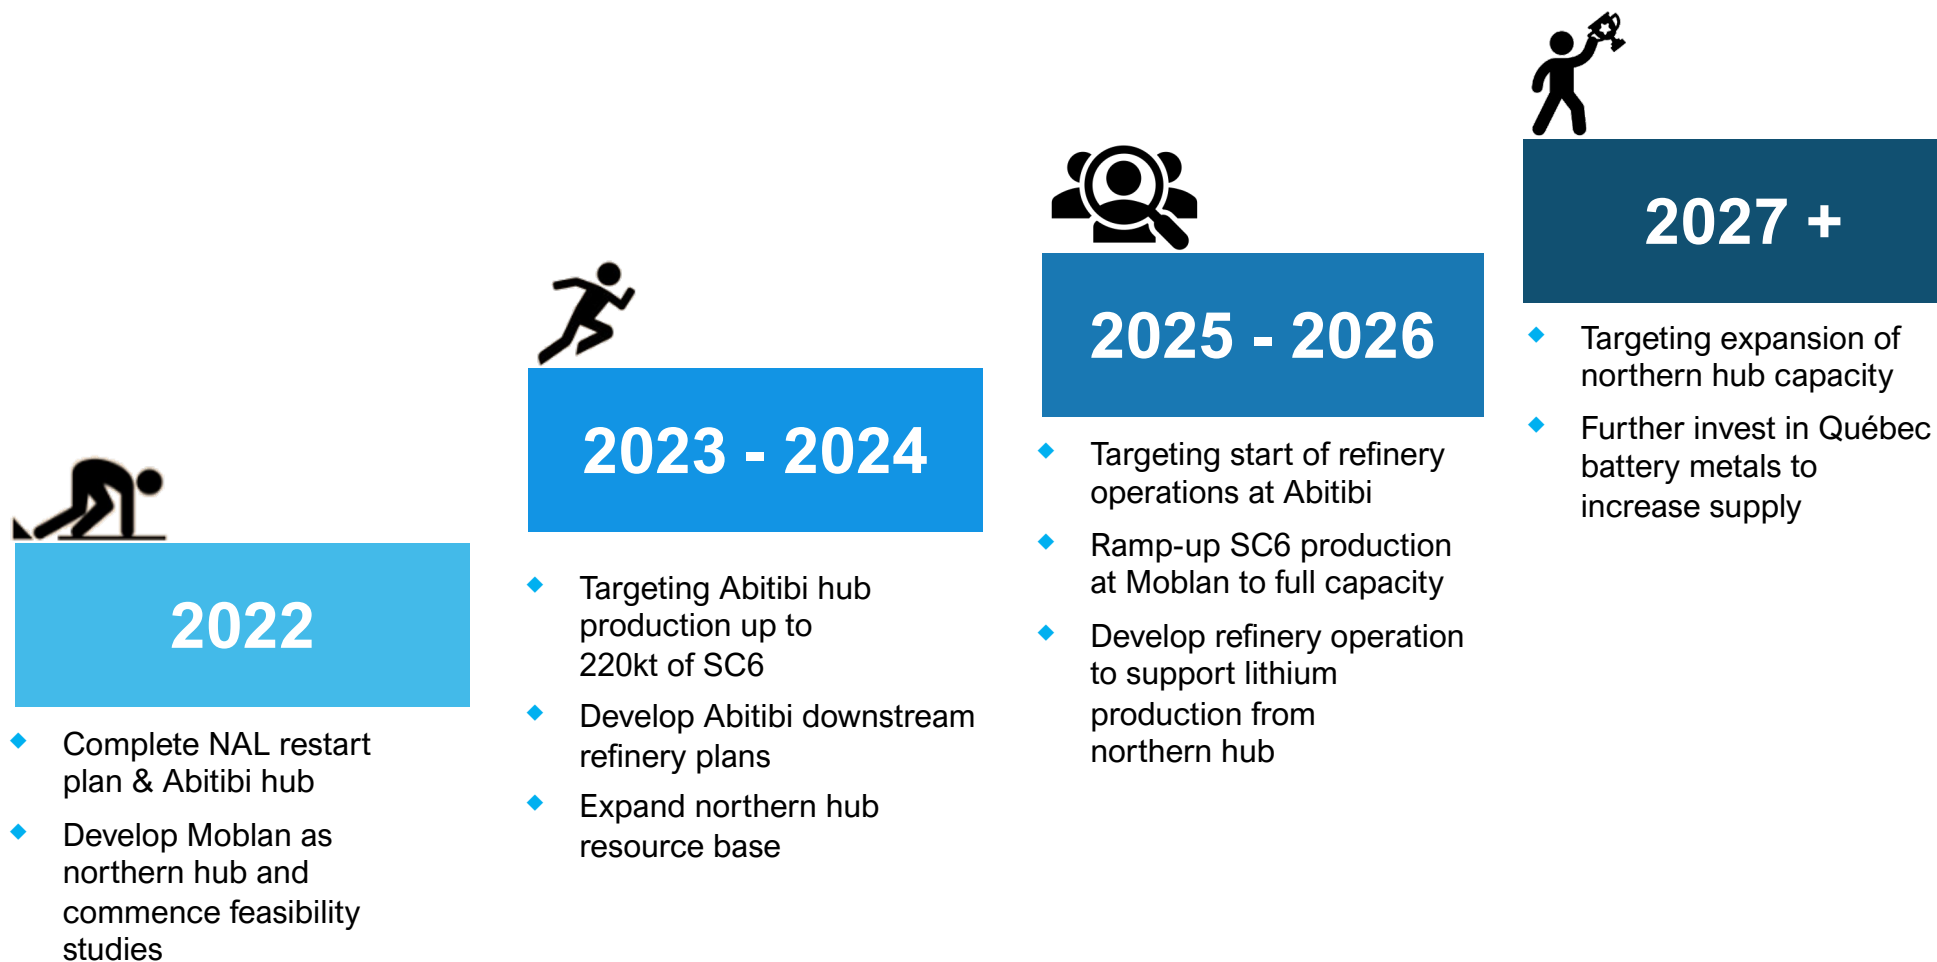 2022
Complete NAL restart
plan & Abitibi hub
Develop Moblan as
northern hub and
commence feasibility
studies
2023 - 2024
Targeting Abitibi hub
production up to
220kt of SC6
Develop Abitibi downstream
refinery plans
Expand northern hub
resource base
2025 - 2026
Targeting start of refinery
operations at Abitibi
Ramp-up SC6 production
at Moblan to full capacity
Develop refinery operation
to support lithium
production from
northern hub
2027 +
Targeting expansion of
northern hub capacity
Further invest in Québec
battery metals to
increase supply